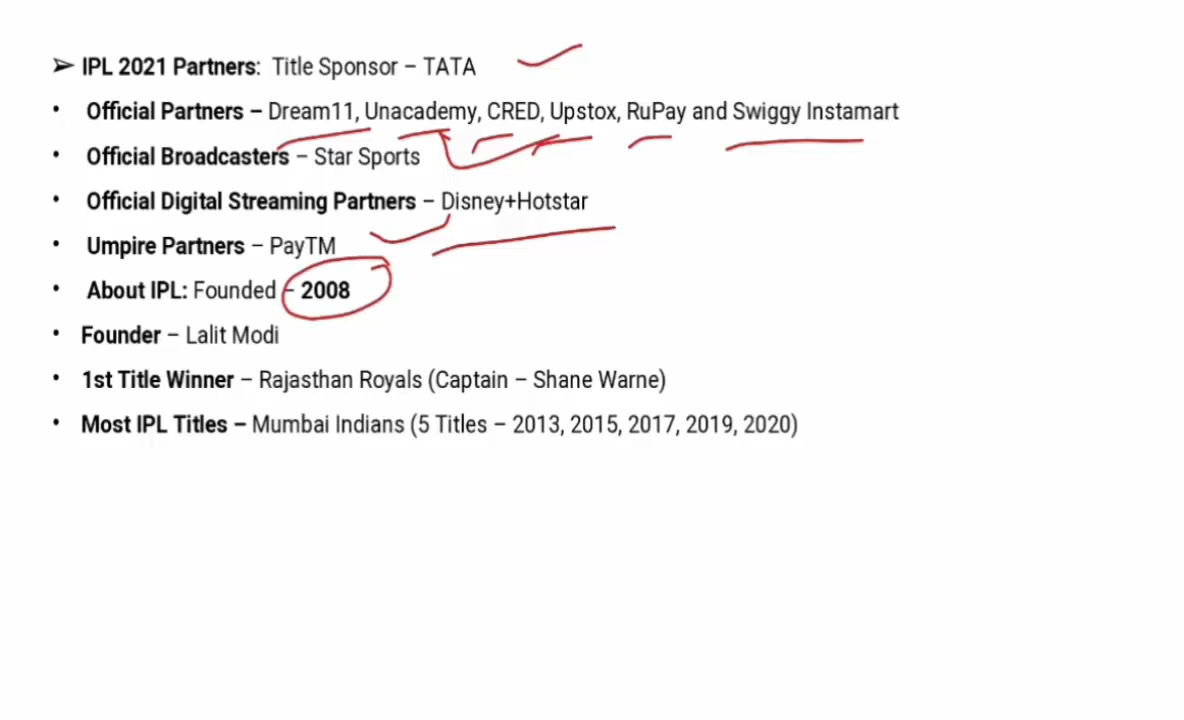 ➢ IPL 2021 Partners: Title Sponsor – TATA
• Official Partners – Dream11, Unacademy, CRED, Upstox, RuPay and Swiggy Instamart
• Official Broadcasters – Star Sports
• Official Digital Streaming Partners – Disney+Hotstar
• Umpire Partners – PayTM
• About IPL: Founded – 2008
• Founder – Lalit Modi
• 1st Title Winner – Rajasthan Royals (Captain – Shane Warne)
• Most IPL Titles – Mumbai Indians (5 Titles – 2013, 2015, 2017, 2019, 2020)